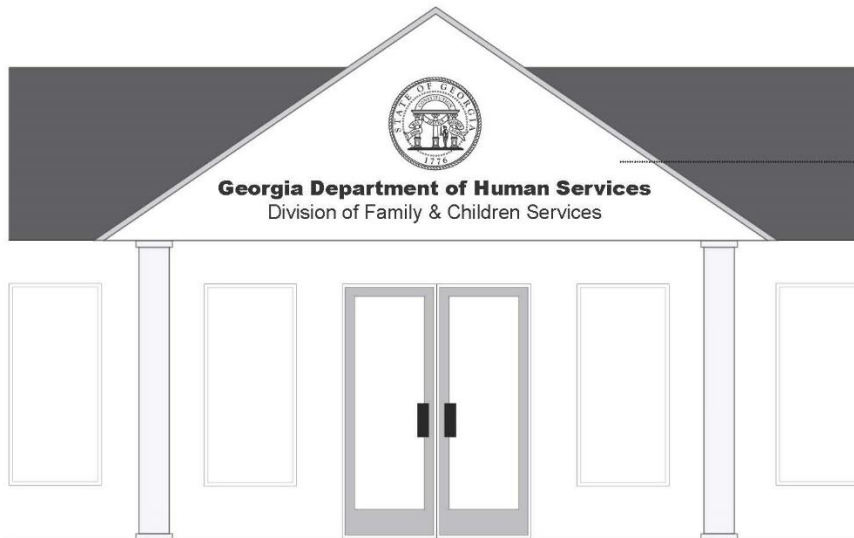 STATE OF GEORGIA
1776
Georgia Department of Human Services
Division of Family & Children Services